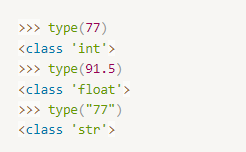 >>> type(77)
<class 'int'>
>>> type(91.5)
<class 'float'>
>>> type("77")
<class 'str'>